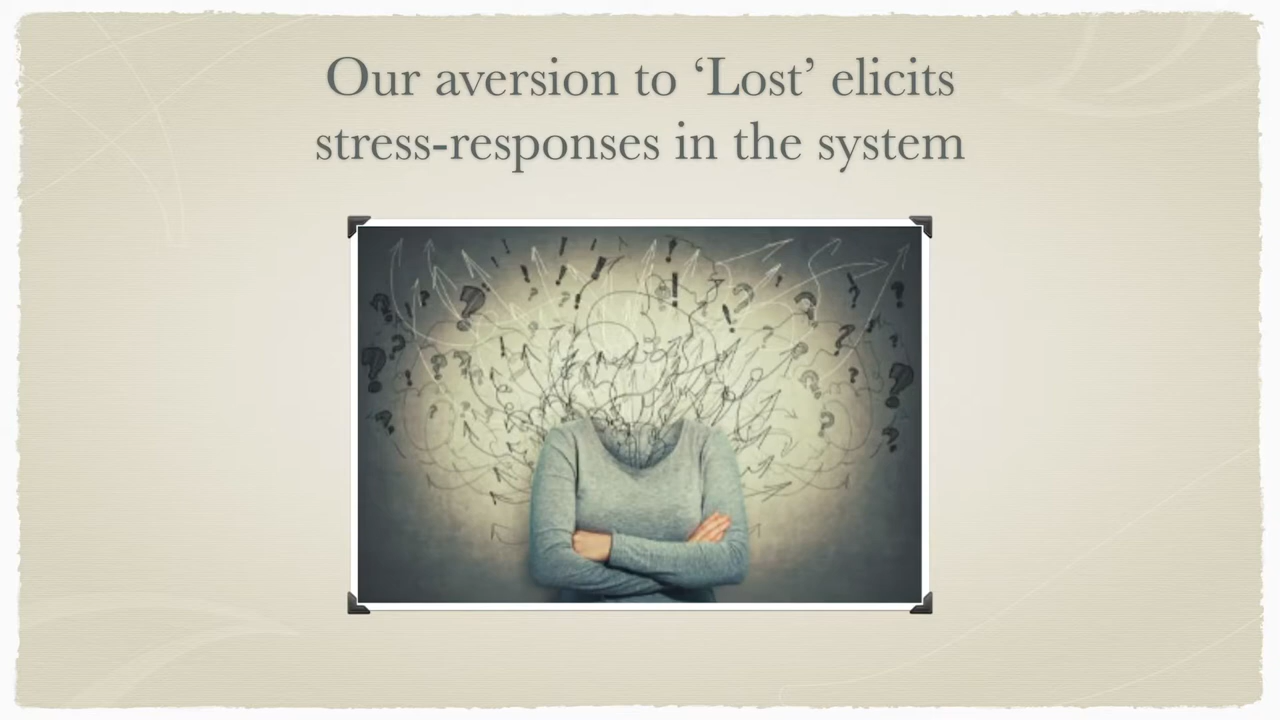 Our aversion to ‘Lost’ elicits
stress-responses in the system